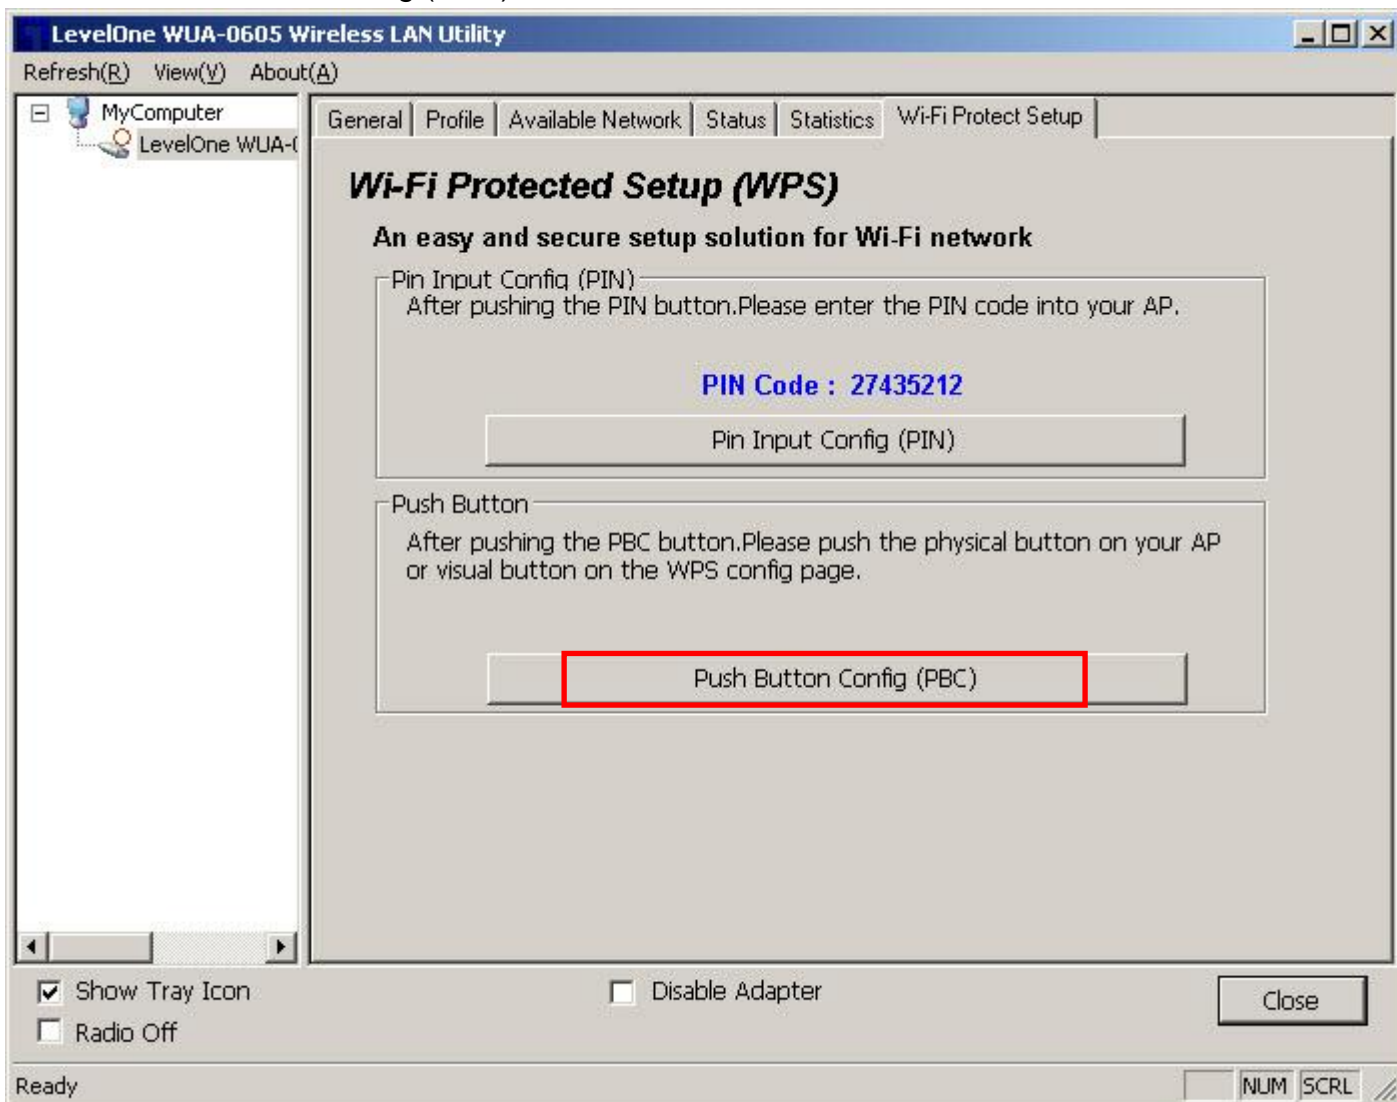 LevelOne WUA-0605 Wireless LAN Utility
Refresh(R) View(V) About(A)
MyComputer
LevelOne WUA-(
General Profile Available Network Status Statistics Wi-Fi Protect Setup
Wi-Fi Protected Setup (WPS)
An easy and secure setup solution for Wi-Fi network
Pin Input Config (PIN)
After pushing the PIN button.Please enter the PIN code into your AP.
PIN Code : 27435212
Pin Input Config (PIN)
Push Button
After pushing the PBC button.Please push the physical button on your AP
or visual button on the WPS config page.
Push Button Config (PBC)
Show Tray Icon
Disable Adapter
Close
Radio Off
Ready
NUM SCRL